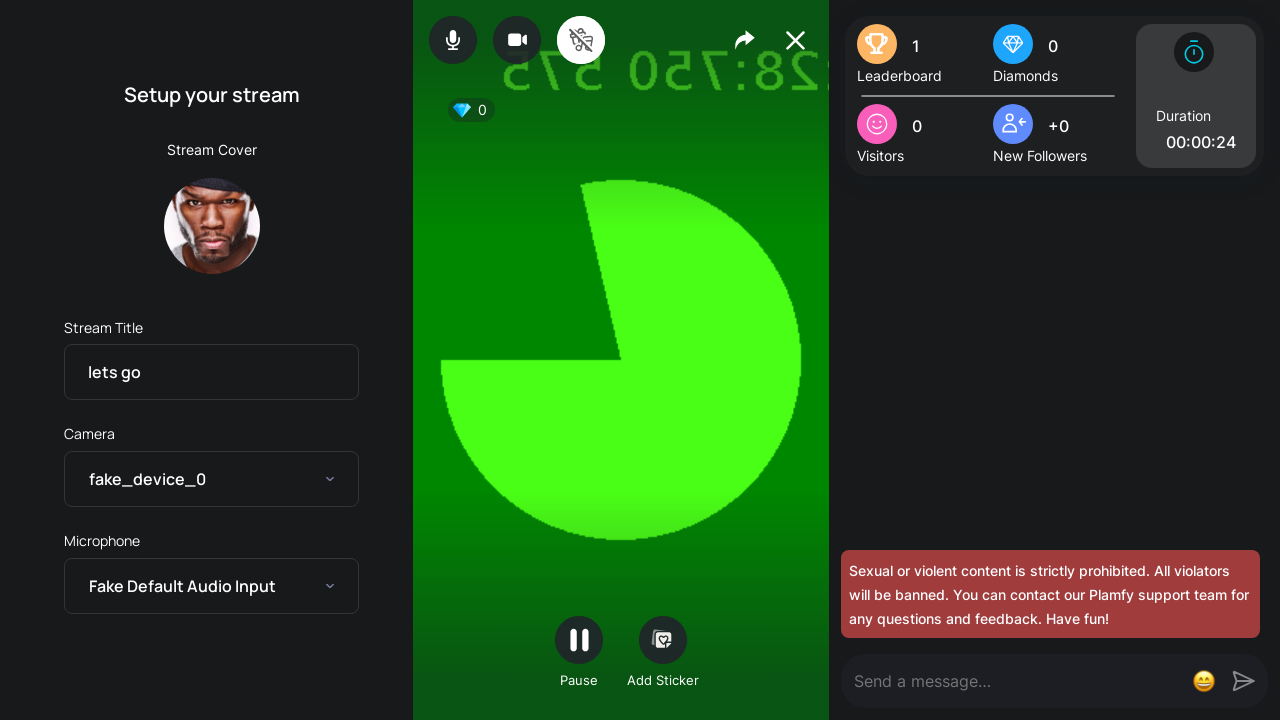 Setup your stream
Stream Cover
Stream Title
lets go
Camera
fake_device_0
Microphone
Fake Default Audio Input
:28:750 575
0
Pause
Add Sticker
1
Leaderboard
0
Diamonds
0
Visitors
+0
New Followers
Duration
00:00:24
Sexual or violent content is strictly prohibited. All violators
will be banned. You can contact our Plamfy support team for
any questions and feedback. Have fun!
Send a message...